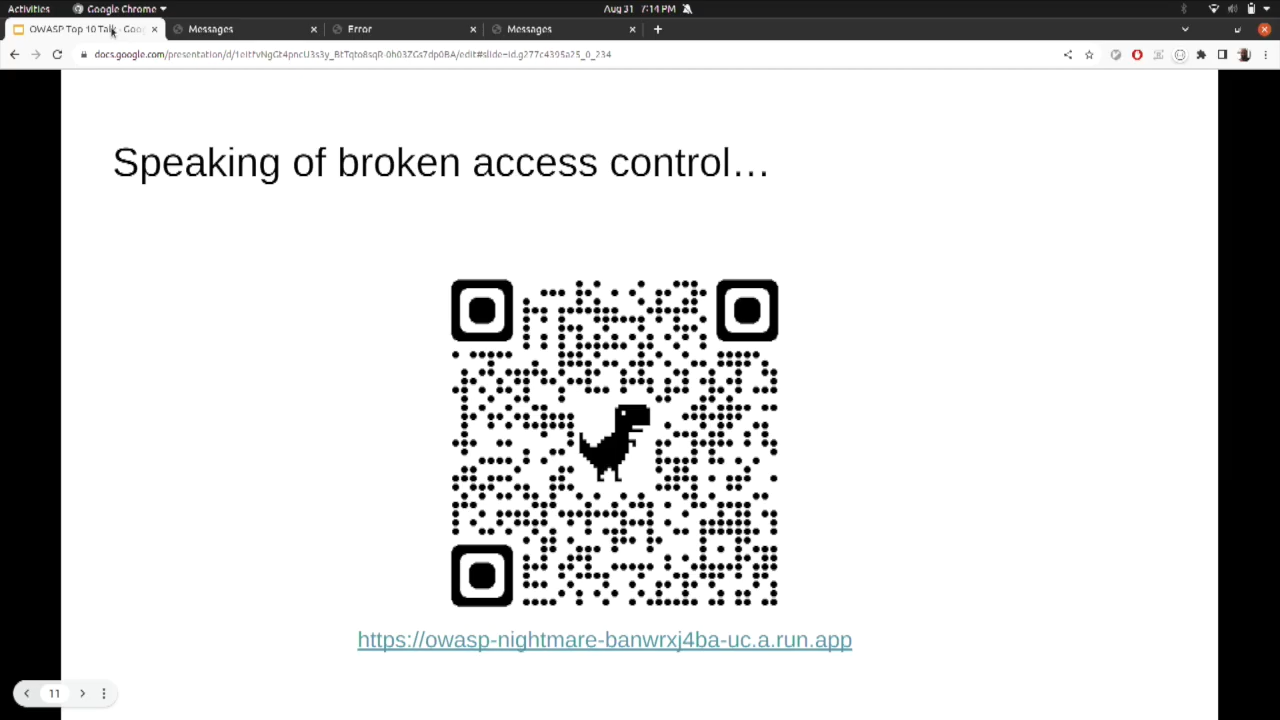 Activities
Google Chrome
Aug 31 7:14 PM
OWASP Top 10 Talk - Goo
Messages
Error
Messages
Speaking of broken access control…
https://owasp-nightmare-banwrxj4ba-uc.a.run.app
11